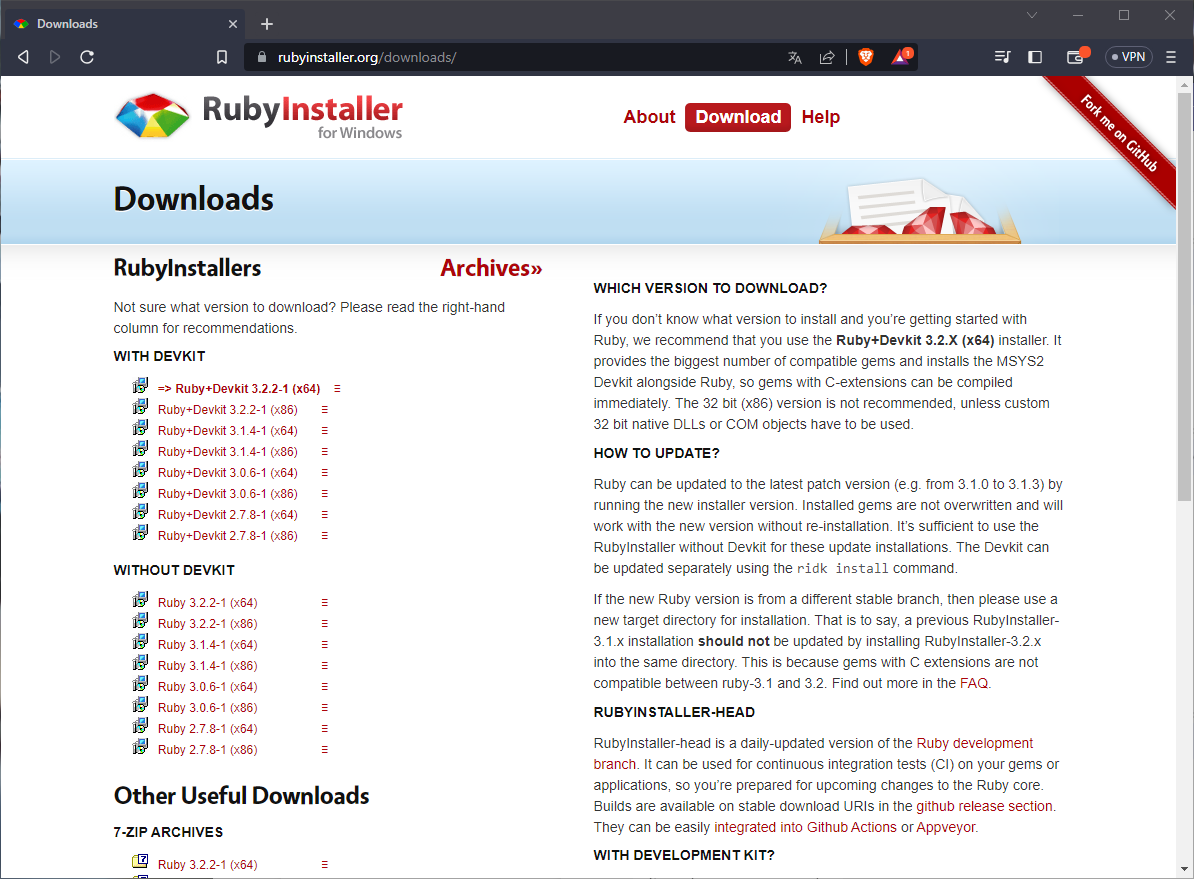 Downloads
rubyinstaller.org/downloads/
1
VPN
RubyInstaller
for Windows
About Download Help
Fork me on GitHub
Downloads
RubyInstallers
Archives»
Not sure what version to download? Please read the right-hand
column for recommendations.
WITH DEVKIT
=> Ruby+Devkit 3.2.2-1 (x64)
Ruby+Devkit 3.2.2-1 (x86)
Ruby+Devkit 3.1.4-1 (x64)
Ruby+Devkit 3.1.4-1 (x86)
Ruby+Devkit 3.0.6-1 (x64)
Ruby+Devkit 3.0.6-1 (x86)
Ruby+Devkit 2.7.8-1 (x64)
Ruby+Devkit 2.7.8-1 (x86)
WITHOUT DEVKIT
Ruby 3.2.2-1 (x64)
Ruby 3.2.2-1 (x86)
Ruby 3.1.4-1 (x64)
Ruby 3.1.4-1 (x86)
Ruby 3.0.6-1 (x64)
Ruby 3.0.6-1 (x86)
Ruby 2.7.8-1 (x64)
Ruby 2.7.8-1 (x86)
Other Useful Downloads
7-ZIP ARCHIVES
Ruby 3.2.2-1 (x64)
WHICH VERSION TO DOWNLOAD?
If you don’t know what version to install and you’re getting started with
Ruby, we recommend that you use the Ruby+Devkit 3.2.X (x64) installer. It
provides the biggest number of compatible gems and installs the MSYS2
Devkit alongside Ruby, so gems with C-extensions can be compiled
immediately. The 32 bit (x86) version is not recommended, unless custom
32 bit native DLLs or COM objects have to be used.
HOW TO UPDATE?
Ruby can be updated to the latest patch version (e.g. from 3.1.0 to 3.1.3) by
running the new installer version. Installed gems are not overwritten and will
work with the new version without re-installation. It’s sufficient to use the
RubyInstaller without Devkit for these update installations. The Devkit can
be updated separately using the ridk install command.
If the new Ruby version is from a different stable branch, then please use a
new target directory for installation. That is to say, a previous RubyInstaller-
3.1.x installation should not be updated by installing RubyInstaller-3.2.x
into the same directory. This is because gems with C extensions are not
compatible between ruby-3.1 and 3.2. Find out more in the FAQ.
RUBYINSTALLER-HEAD
RubyInstaller-head is a daily-updated version of the Ruby development
branch. It can be used for continuous integration tests (CI) on your gems or
applications, so you’re prepared for upcoming changes to the Ruby core.
Builds are available on stable download URIs in the github release section.
They can be easily integrated into Github Actions or Appveyor.
WITH DEVELOPMENT KIT?